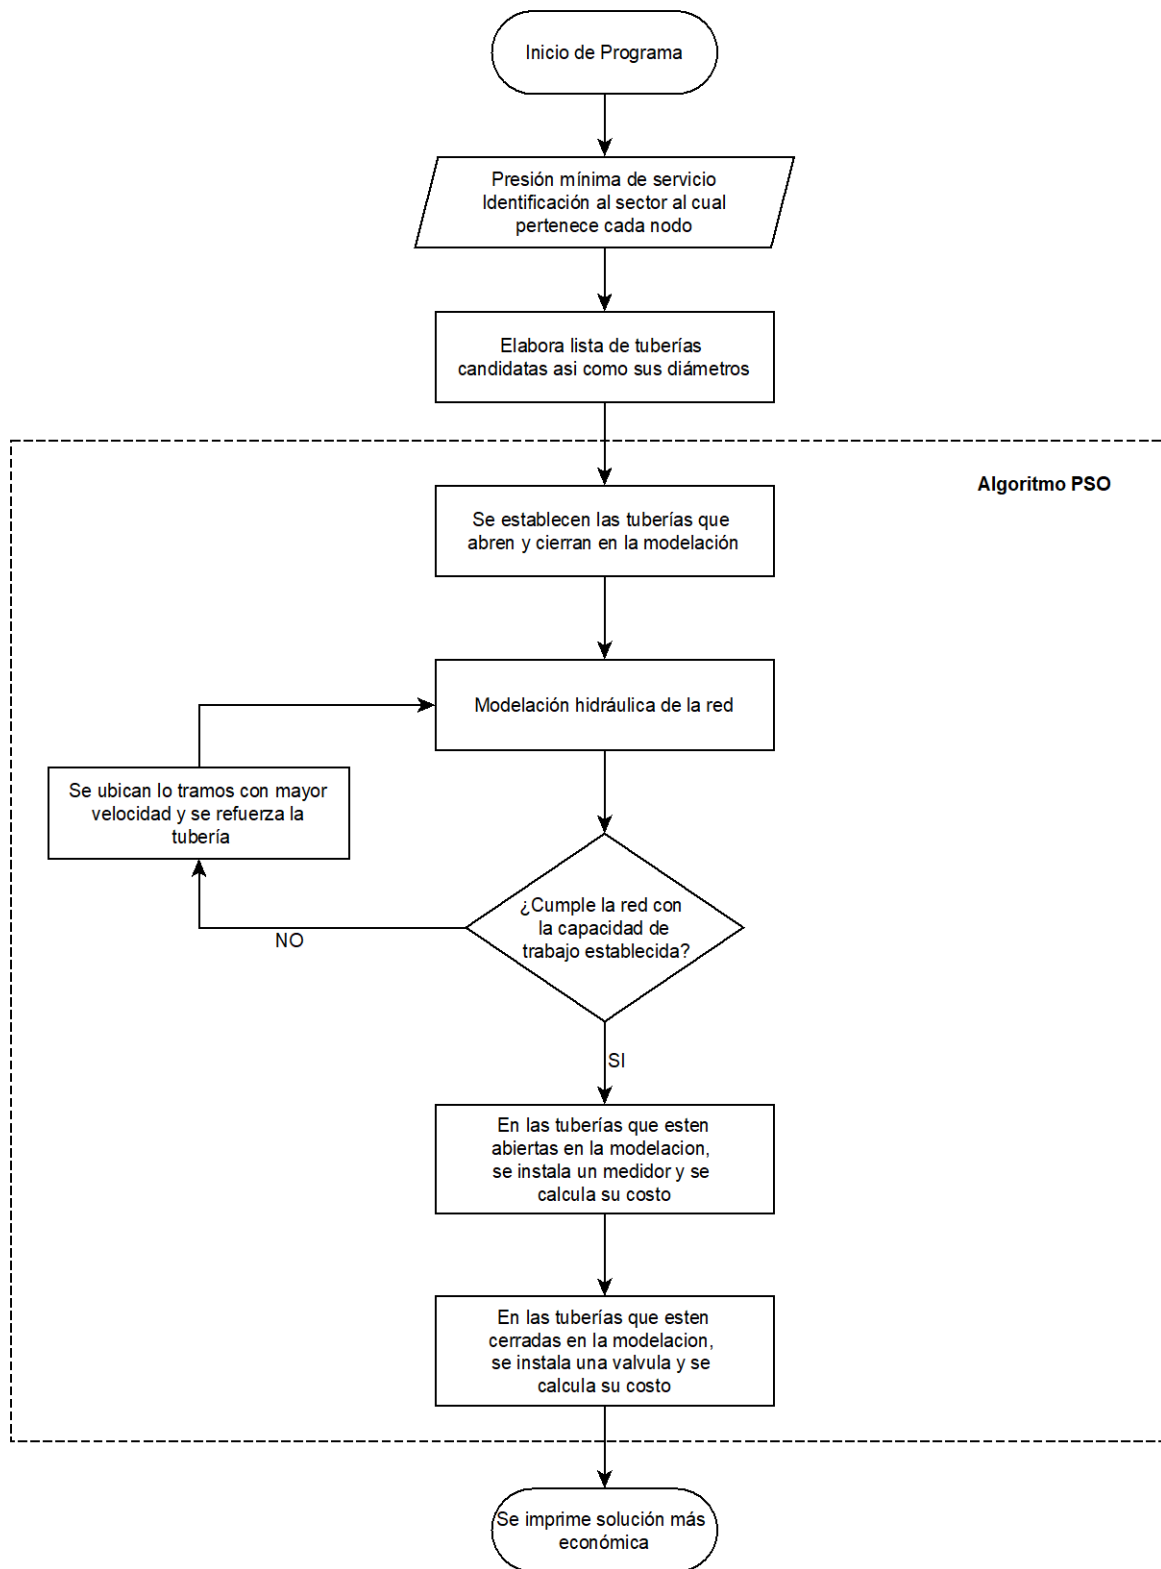 Inicio de Programa
Presión mínima de servicio
Identificación al sector al cual
pertenece cada nodo
Elabora lista de tuberías
candidatas asi como sus diámetros
Algoritmo PSO
Se establecen las tuberías que
abren y cierran en la modelación
Modelación hidráulica de la red
Se ubican lo tramos con mayor
velocidad y se refuerza la
tubería
¿Cumple la red con
la capacidad de
trabajo establecida?
NO
SI
En las tuberías que esten
abiertas en la modelacion,
se instala un medidor y se
calcula su costo
En las tuberías que esten
cerradas en la modelacion,
se instala una valvula y se
calcula su costo
Se imprime solución más
económica